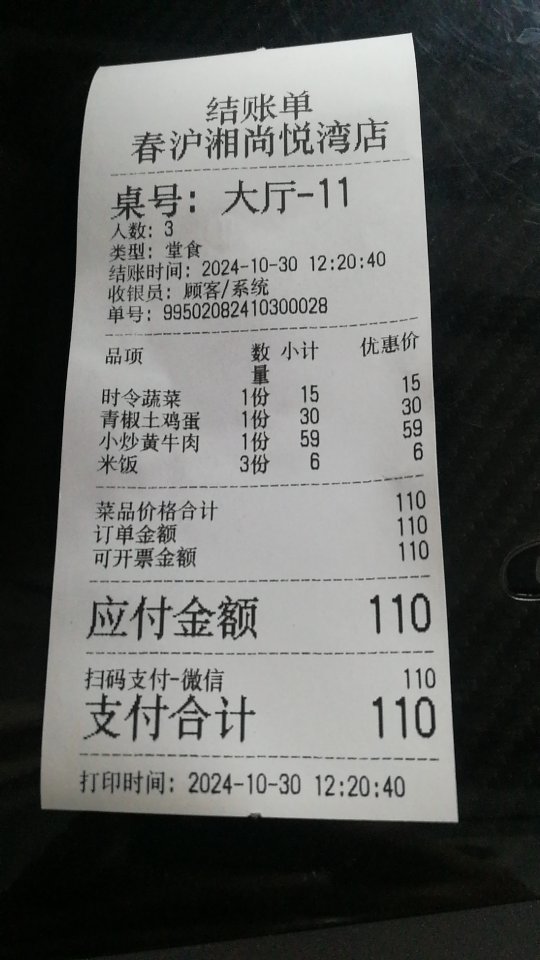 结账单
春沪湘尚悦湾店
桌号: 大厅-11
人数: 3
类型: 堂食
结账时间: 2024-10-30 12:20:40
收银员: 顾客/系统
单号: 99502082410300028
品项 数量 小计 优惠价
时令蔬菜 1份 15 15
青椒土鸡蛋 1份 30 30
小炒黄牛肉 1份 59 59
米饭 3份 6 6
菜品价格合计 110
订单金额 110
可开票金额 110
应付金额 110
扫码支付-微信 110
支付合计 110
打印时间: 2024-10-30 12:20:40